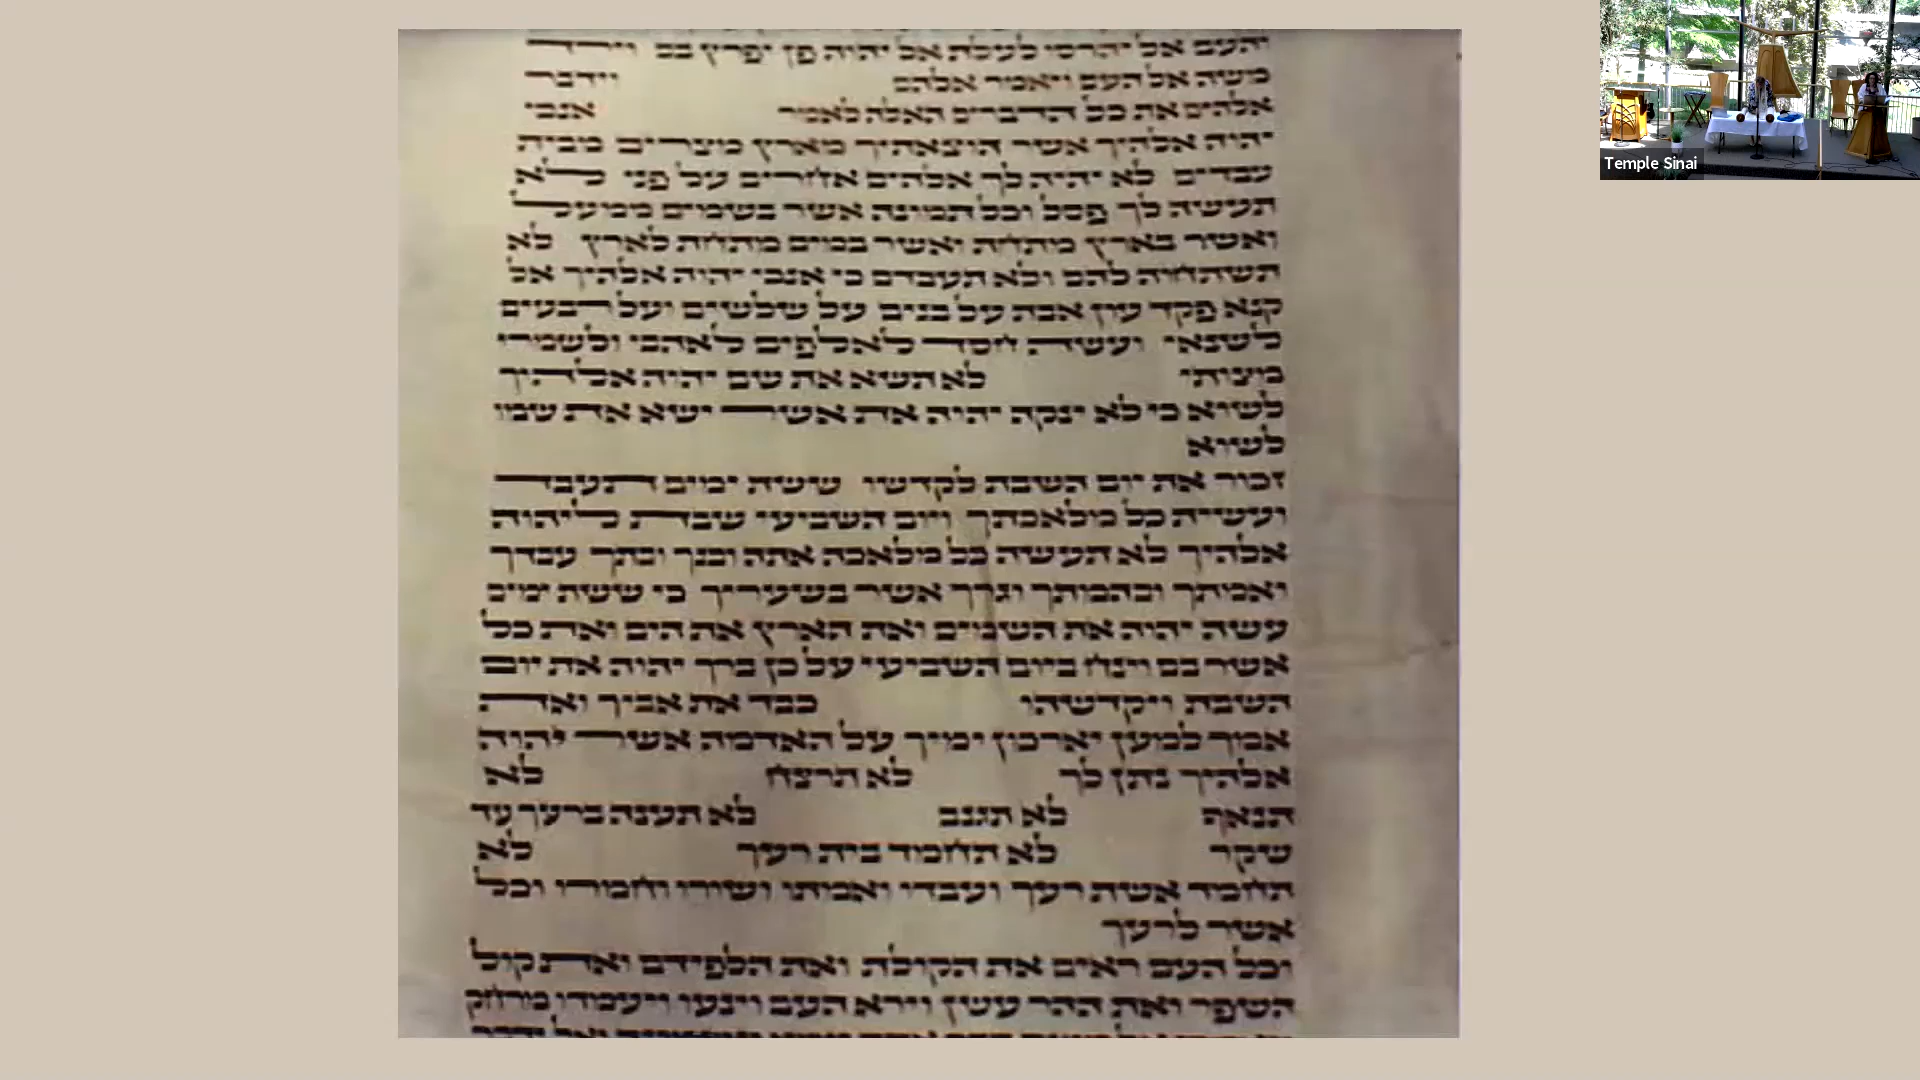 והעם אל יהרסו לעלת אל יהוה פן יפרץ בם וירד
משה אל העם ויאמר אלהם וידבר
אלהים את כל הדברים האלה לאמר אנכי
יהוה אלהיך אשר הוצאתיך מארץ מצרים מבית
עבדים לא יהיה לך אלהים אחרים על פני לא
תעשה לך פסל וכל תמונה אשר בשמים ממעל
ואשר בארץ מתחת ואשר במים מתחת לארץ לא
תשתחוה להם ולא תעבדם כי אנכי יהוה אלהיך אל
קנא פקד עון אבת על בנים על שלשים ועל רבעים
לשנאי ועשה חסד לאלפים לאהבי ולשמרי
מצותי לא תשא את שם יהוה אלהיך
לשוא כי לא ינקה יהוה את אשר ישא את שמו
לשוא
זכור את יום השבת לקדשו ששת ימים תעבד
ועשית כל מלאכתך ויום השביעי שבת ליהוה
אלהיך לא תעשה כל מלאכה אתה ובנך ובתך עבדך
ואמתך ובהמתך וגרך אשר בשעריך כי ששת ימים
עשה יהוה את השמים ואת הארץ את הים ואת כל
אשר בם וינח ביום השביעי על כן ברך יהוה את יום
השבת ויקדשהו כבד את אביך ואת
אמך למען יארכון ימיך על האדמה אשר יהוה
אלהיך נתן לך לא תרצח לא
תנאף לא תגנב לא תענה ברעך עד
שקר לא תחמד בית רעך לא
תחמד אשת רעך ועבדו ואמתו ושורו וחמרו וכל
אשר לרעך
וכל העם ראים את הקולת ואת הלפידם ואת קול
השפר ואת ההר עשן וירא העם וינעו ויעמדו מרחק
Temple Sinai